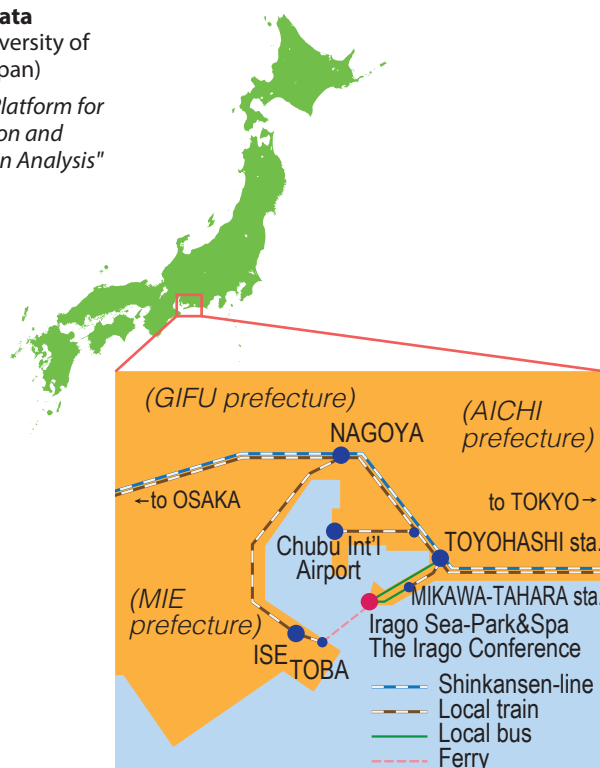 ata
versity of
pan)
Platform for
on and
n Analysis"
(GIFU prefecture)
(AICHI
prefecture)
NAGOYA
←to OSAKA
to TOKYO→
Chubu Int'l
Airport
TOYOHASHI sta.
(MIE
prefecture)
MIKAWA-TAHARA sta.
Irago Sea-Park&Spa
The Irago Conference
ISE
TOBA
Shinkansen-line
Local train
Local bus
Ferry